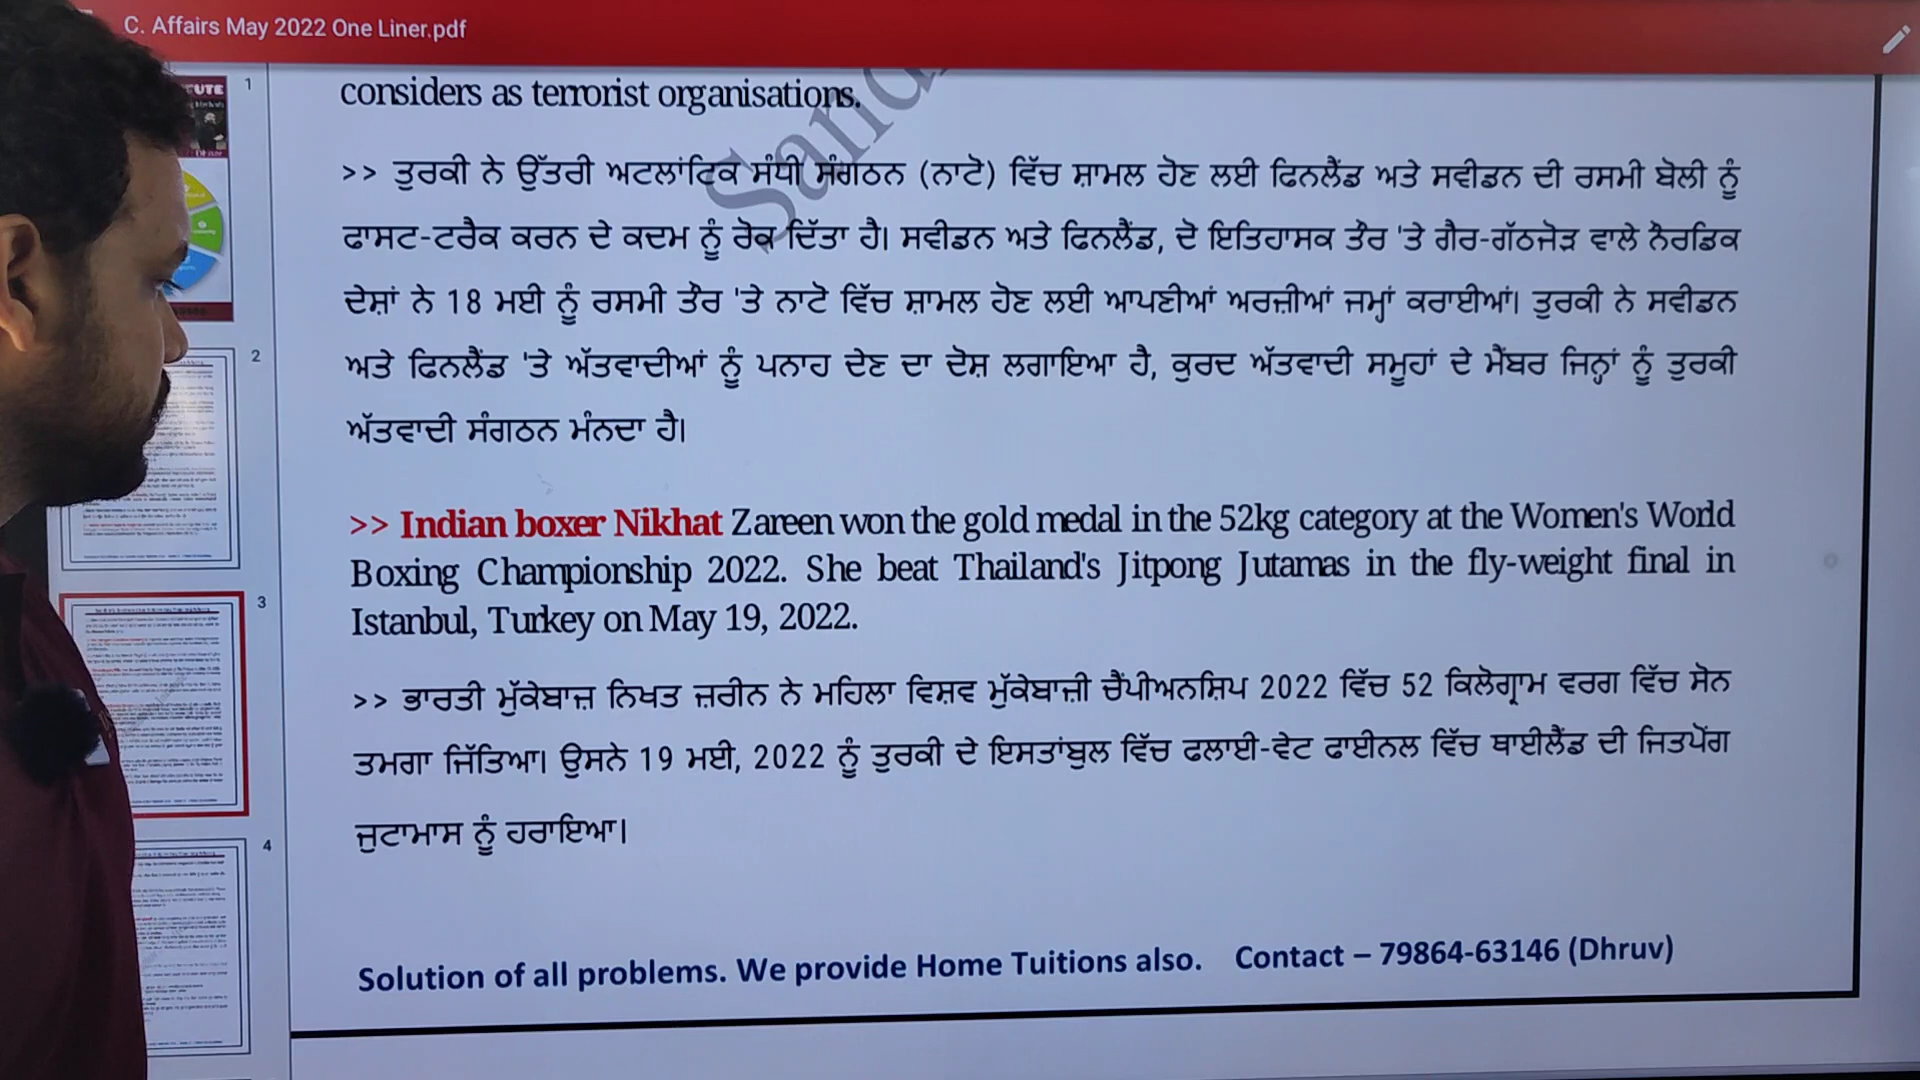 C. Affairs May 2022 One Liner.pdf
considers as terrorist organisations.
>> ਤੁਰਕੀ ਨੇ ਉੱਤਰੀ ਅਟਲਾਂਟਿਕ ਸੰਧੀ ਸੰਗਠਨ (ਨਾਟੋ) ਵਿੱਚ ਸ਼ਾਮਲ ਹੋਣ ਲਈ ਫਿਨਲੈਂਡ ਅਤੇ ਸਵੀਡਨ ਦੀ ਰਸਮੀ ਬੋਲੀ ਨੂੰ
ਫਾਸਟ-ਟਰੈਕ ਕਰਨ ਦੇ ਕਦਮ ਨੂੰ ਰੋਕ ਦਿੱਤਾ ਹੈ। ਸਵੀਡਨ ਅਤੇ ਫਿਨਲੈਂਡ, ਦੋ ਇਤਿਹਾਸਕ ਤੌਰ 'ਤੇ ਗੈਰ-ਗੱਠਜੋੜ ਵਾਲੇ ਨੋਰਡਿਕ
ਦੇਸ਼ਾਂ ਨੇ 18 ਮਈ ਨੂੰ ਰਸਮੀ ਤੌਰ 'ਤੇ ਨਾਟੋ ਵਿੱਚ ਸ਼ਾਮਲ ਹੋਣ ਲਈ ਆਪਣੀਆਂ ਅਰਜ਼ੀਆਂ ਜਮ੍ਹਾਂ ਕਰਾਈਆਂ। ਤੁਰਕੀ ਨੇ ਸਵੀਡਨ
ਅਤੇ ਫਿਨਲੈਂਡ 'ਤੇ ਅੱਤਵਾਦੀਆਂ ਨੂੰ ਪਨਾਹ ਦੇਣ ਦਾ ਦੋਸ਼ ਲਗਾਇਆ ਹੈ, ਕੁਰਦ ਅੱਤਵਾਦੀ ਸਮੂਹਾਂ ਦੇ ਮੈਂਬਰ ਜਿਨ੍ਹਾਂ ਨੂੰ ਤੁਰਕੀ
ਅੱਤਵਾਦੀ ਸੰਗਠਨ ਮੰਨਦਾ ਹੈ।
>> Indian boxer Nikhat Zareen won the gold medal in the 52kg category at the Women's World
Boxing Championship 2022. She beat Thailand's Jitpong Jutamas in the fly-weight final in
Istanbul, Turkey on May 19, 2022.
>> ਭਾਰਤੀ ਮੁੱਕੇਬਾਜ਼ ਨਿਖਤ ਜ਼ਰੀਨ ਨੇ ਮਹਿਲਾ ਵਿਸ਼ਵ ਮੁੱਕੇਬਾਜ਼ੀ ਚੈਂਪੀਅਨਸ਼ਿਪ 2022 ਵਿੱਚ 52 ਕਿਲੋਗ੍ਰਾਮ ਵਰਗ ਵਿੱਚ ਸੋਨ
ਤਮਗਾ ਜਿੱਤਿਆ। ਉਸਨੇ 19 ਮਈ, 2022 ਨੂੰ ਤੁਰਕੀ ਦੇ ਇਸਤਾਂਬੁਲ ਵਿੱਚ ਫਲਾਈ-ਵੇਟ ਫਾਈਨਲ ਵਿੱਚ ਥਾਈਲੈਂਡ ਦੀ ਜਿਤਪੋਂਗ
ਜੁਟਾਮਾਸ ਨੂੰ ਹਰਾਇਆ।
Solution of all problems. We provide Home Tuitions also. Contact – 79864-63146 (Dhruv)
1
2
3
4